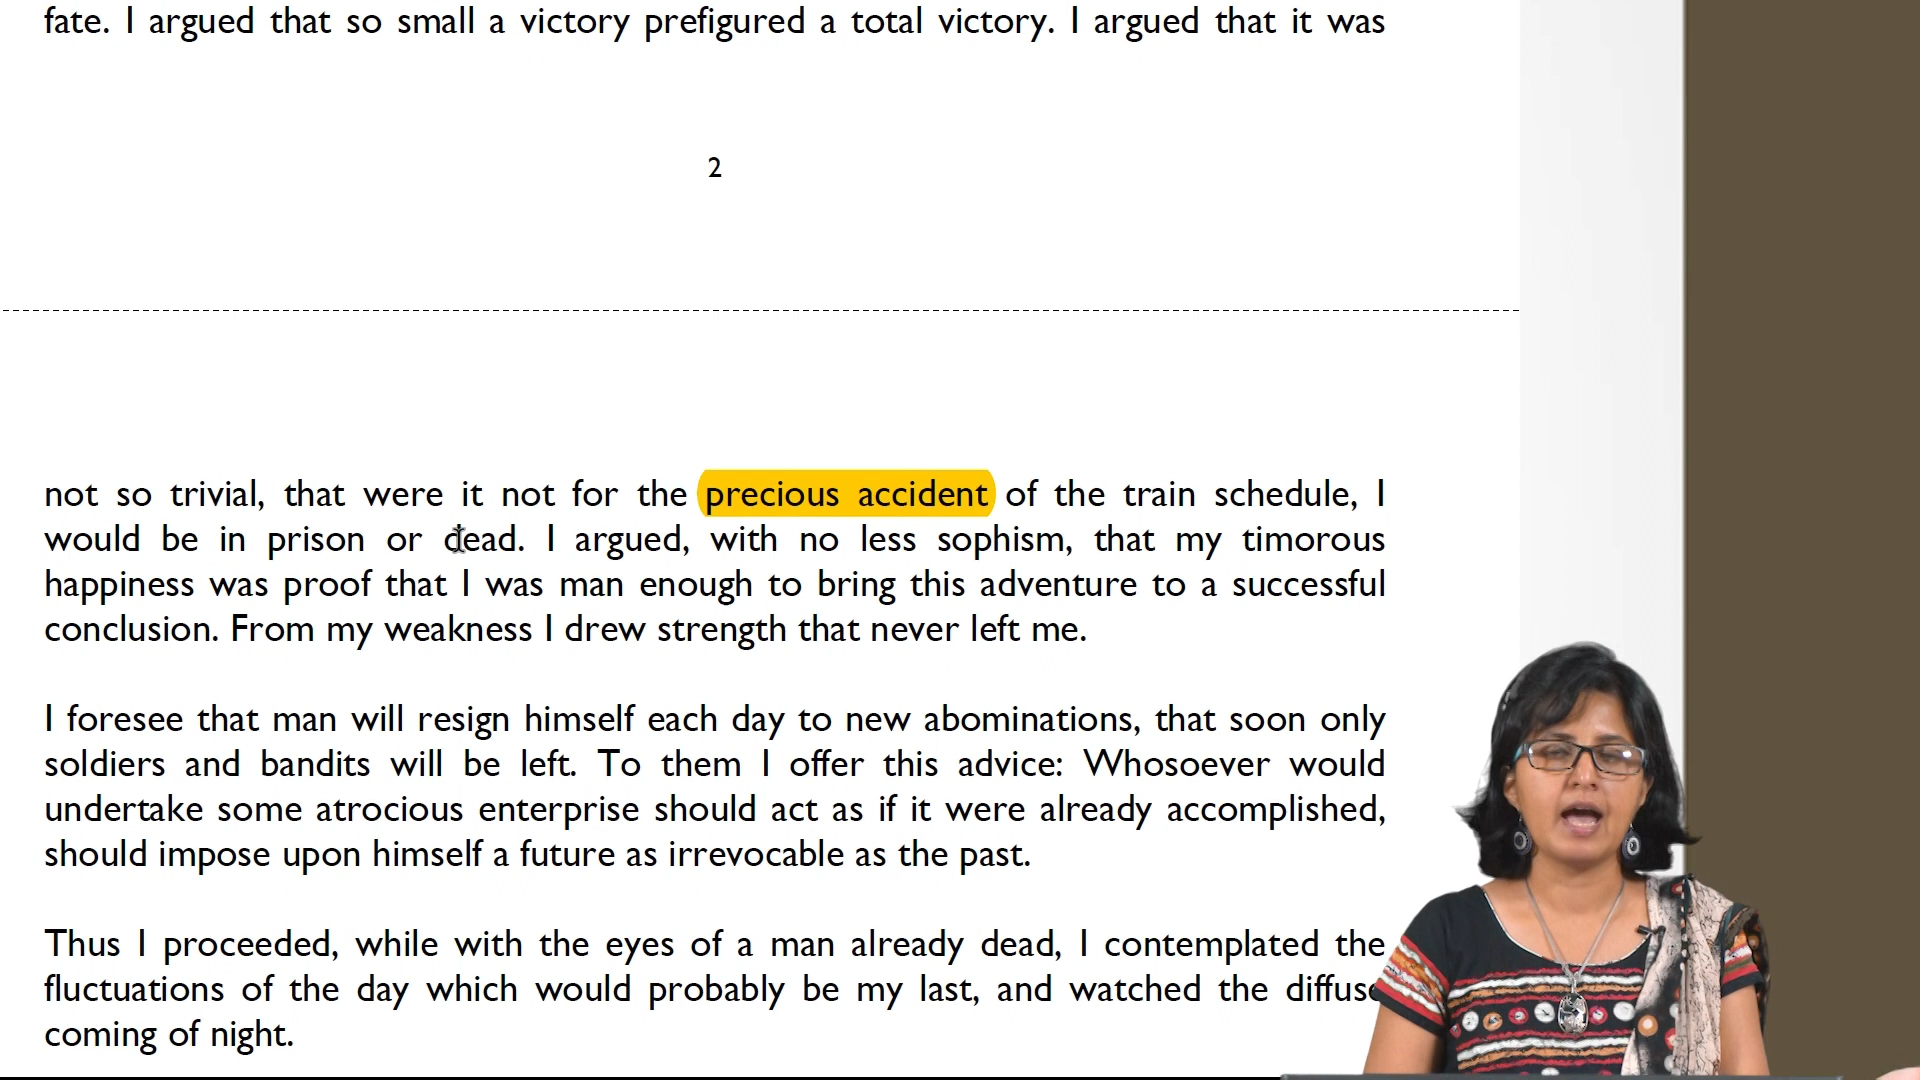 fate. I argued that so small a victory prefigured a total victory. I argued that it was
2
not so trivial, that were it not for the precious accident of the train schedule, I
would be in prison or dead. I argued, with no less sophism, that my timorous
happiness was proof that I was man enough to bring this adventure to a successful
conclusion. From my weakness I drew strength that never left me.
I foresee that man will resign himself each day to new abominations, that soon only
soldiers and bandits will be left. To them I offer this advice: Whosoever would
undertake some atrocious enterprise should act as if it were already accomplished,
should impose upon himself a future as irrevocable as the past.
Thus I proceeded, while with the eyes of a man already dead, I contemplated the
fluctuations of the day which would probably be my last, and watched the diffuse
coming of night.